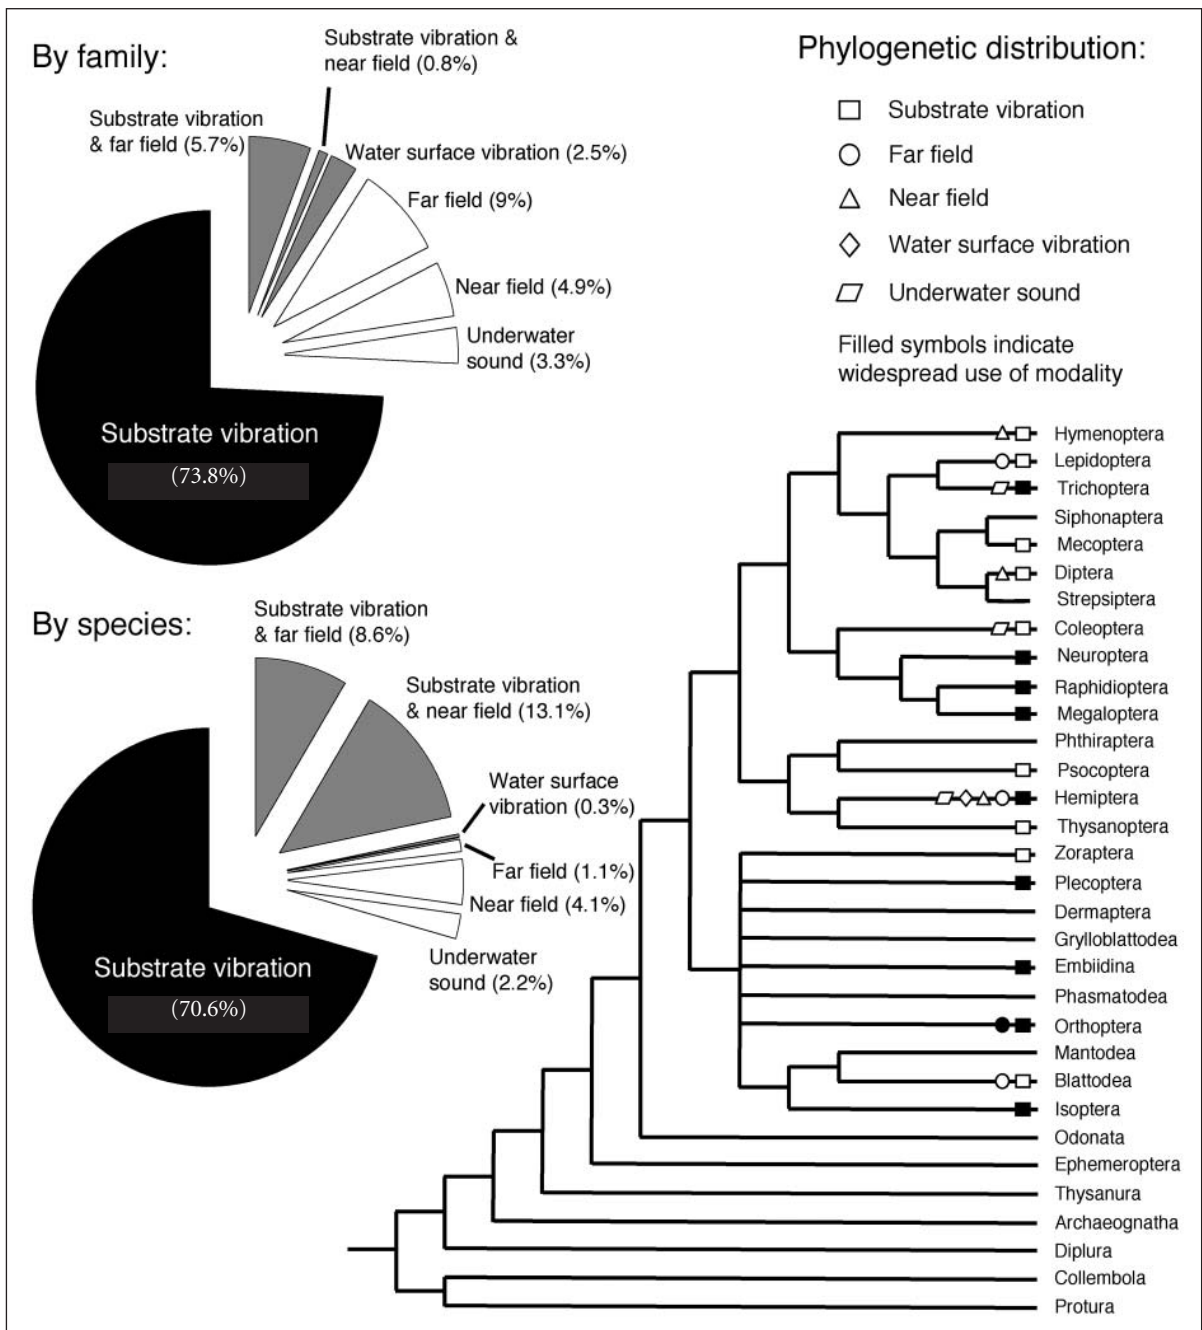 By family:
Substrate vibration &
near field (0.8%)
Substrate vibration
& far field (5.7%)
Water surface vibration (2.5%)
Far field (9%)
Near field (4.9%)
Underwater
sound (3.3%)
Substrate vibration
(73.8%)
By species:
Substrate vibration
& far field (8.6%)
Substrate vibration
& near field (13.1%)
Water surface
vibration (0.3%)
Far field (1.1%)
Near field (4.1%)
Underwater
sound (2.2%)
Substrate vibration
(70.6%)
Phylogenetic distribution:
Substrate vibration
Far field
Near field
Water surface vibration
Underwater sound
Filled symbols indicate
widespread use of modality
Hymenoptera
Lepidoptera
Trichoptera
Siphonaptera
Mecoptera
Diptera
Strepsiptera
Coleoptera
Neuroptera
Raphidioptera
Megaloptera
Phthiraptera
Psocoptera
Hemiptera
Thysanoptera
Zoraptera
Plecoptera
Dermaptera
Grylloblattodea
Embiidina
Phasmatodea
Orthoptera
Mantodea
Blattodea
Isoptera
Odonata
Ephemeroptera
Thysanura
Archaeognatha
Diplura
Collembola
Protura